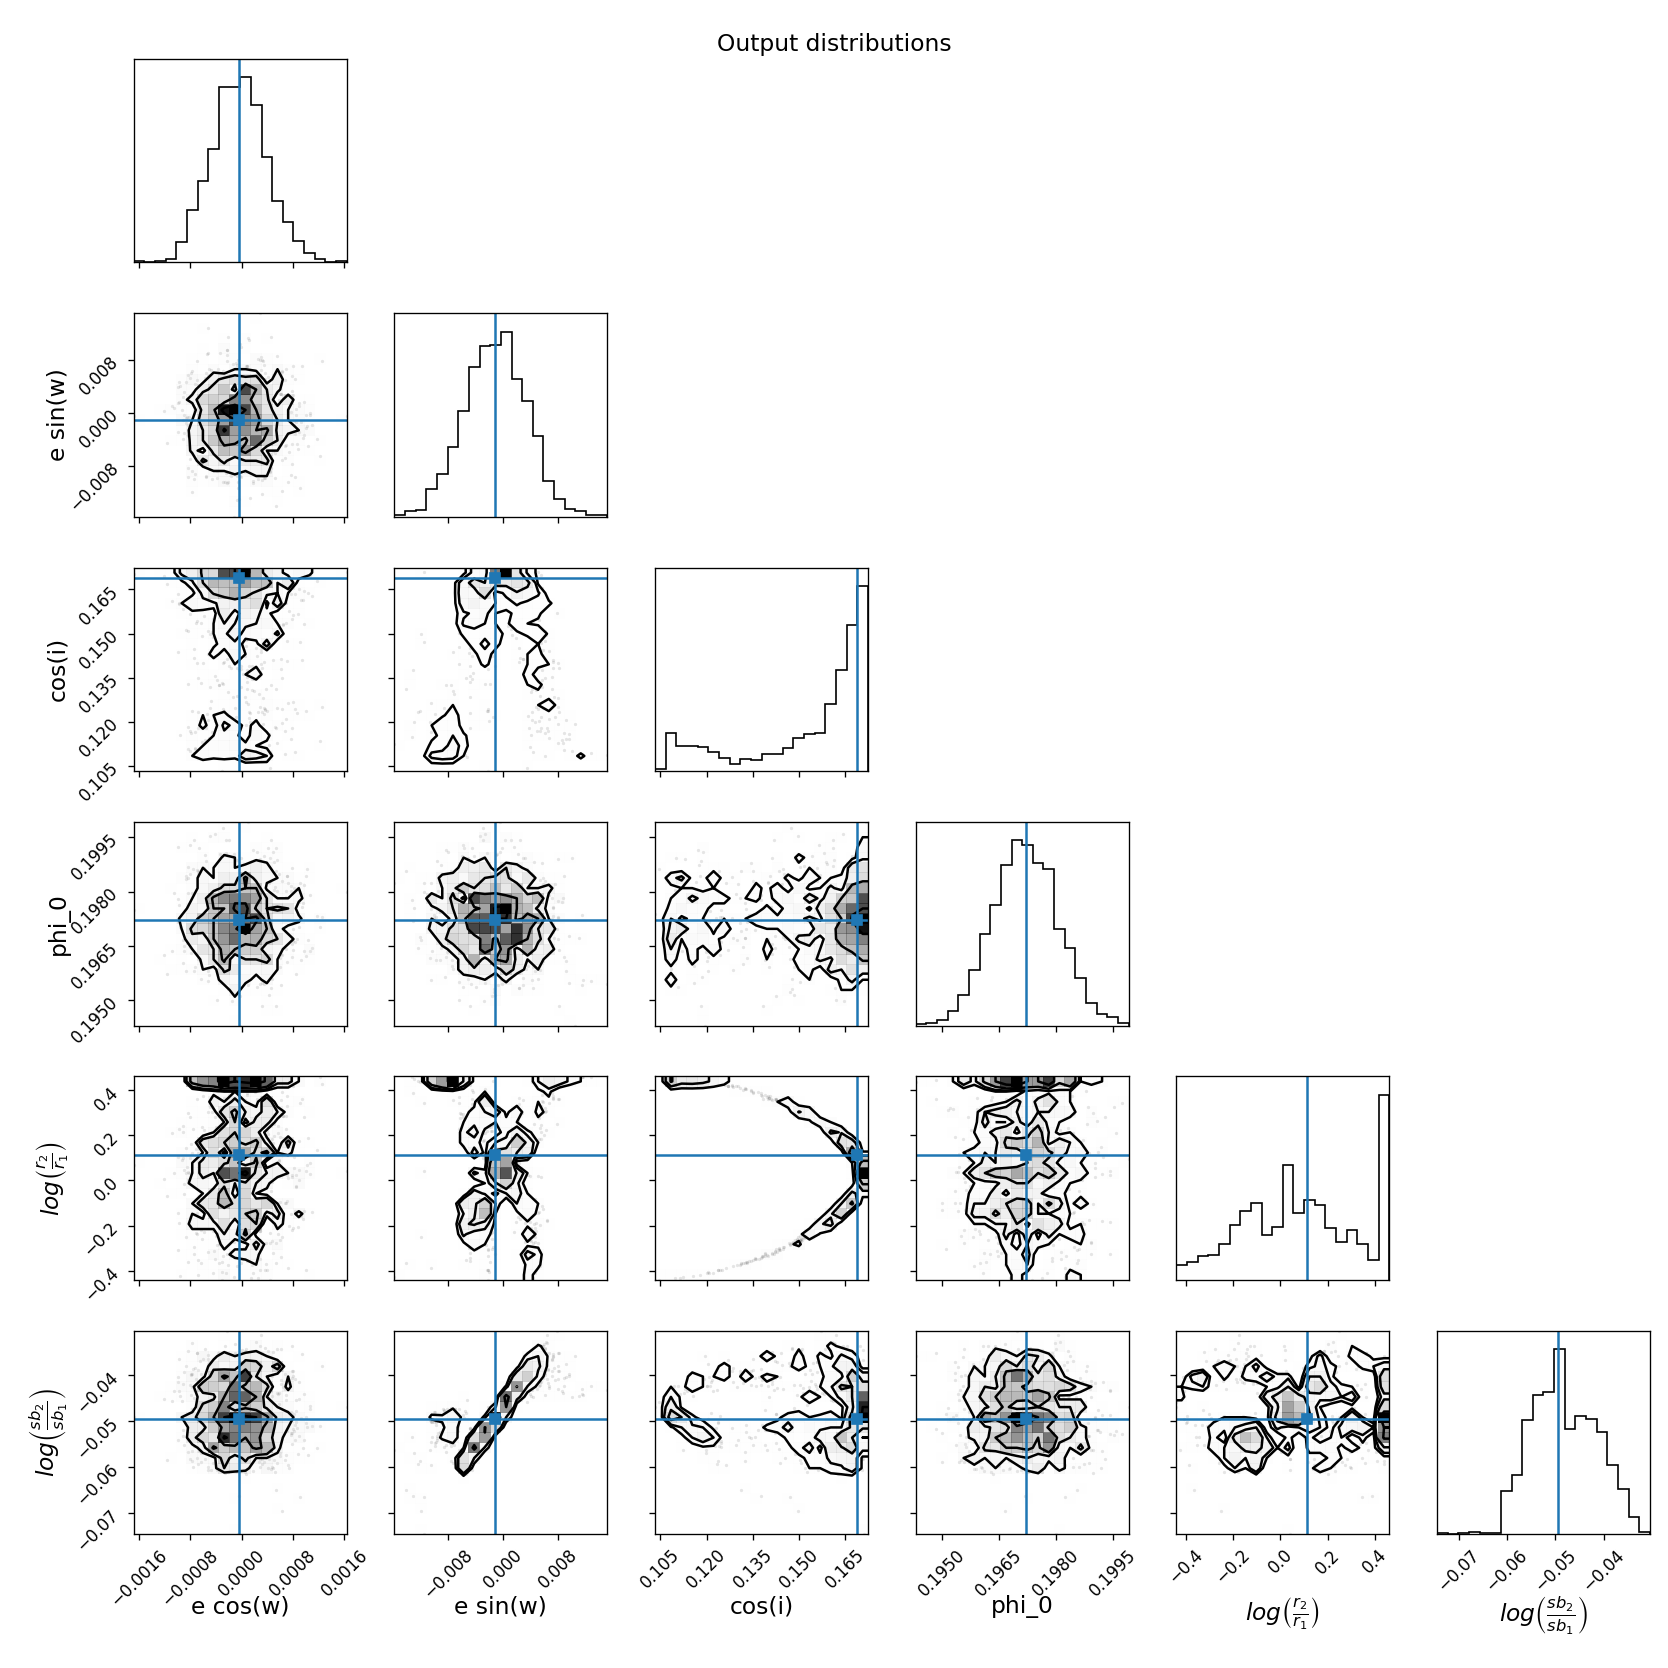 Output distributions
0.008
0.000
−0.008
e sin(w)
0.165
0.150
0.135
0.120
0.105
cos(i)
0.1995
0.1980
0.1965
0.1950
phi_0
0.4
0.2
0.0
−0.2
−0.4
log(r₂/r₁)
−0.04
−0.05
−0.06
−0.07
log(sb₂/sb₁)
−0.0016 −0.0008 0.0000 0.0008 0.0016
e cos(w)
−0.008 0.000 0.008
e sin(w)
0.105 0.120 0.135 0.150 0.165
cos(i)
0.1950 0.1965 0.1980 0.1995
phi_0
−0.4 −0.2 0.0 0.2 0.4
log(r₂/r₁)
−0.07 −0.06 −0.05 −0.04
log(sb₂/sb₁)